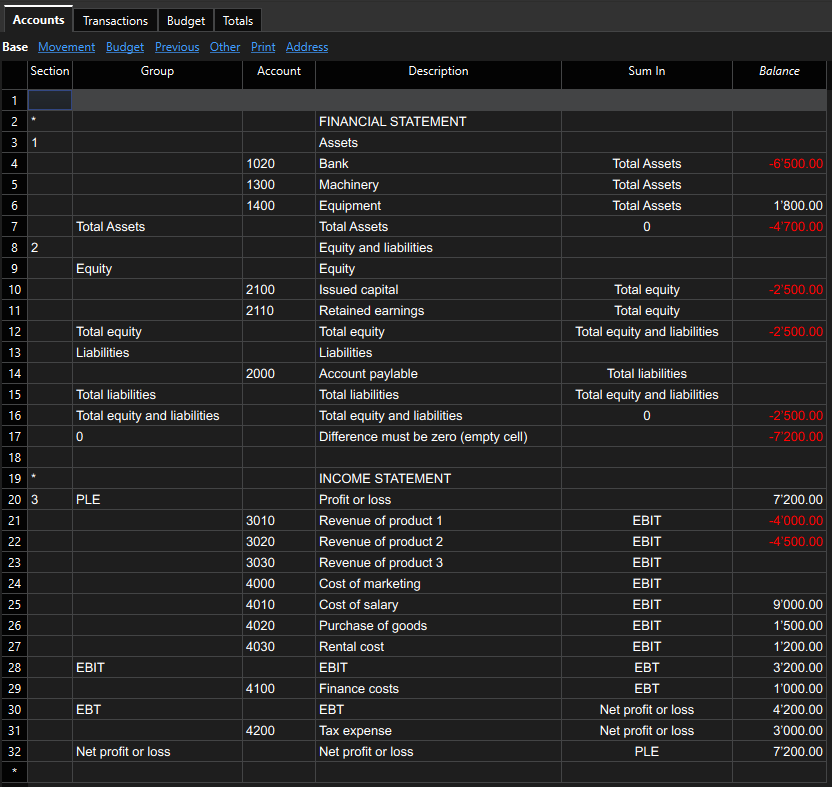 Accounts Transactions Budget Totals
Base Movement Budget Previous Other Print Address
Section Group Account Description Sum In Balance
1
2 * FINANCIAL STATEMENT
3 1 Assets
4 1020 Bank Total Assets -6'500.00
5 1300 Machinery Total Assets
6 1400 Equipment Total Assets 1'800.00
7 Total Assets Total Assets 0 -4'700.00
8 2 Equity and liabilities
9 Equity Equity
10 2100 Issued capital Total equity -2'500.00
11 2110 Retained earnings Total equity
12 Total equity Total equity Total equity and liabilities -2'500.00
13 Liabilities Liabilities
14 2000 Account paylable Total liabilities
15 Total liabilities Total liabilities Total equity and liabilities
16 Total equity and liabilities Total equity and liabilities 0 -2'500.00
17 0 Difference must be zero (empty cell) -7'200.00
18
19 * INCOME STATEMENT
20 3 PLE Profit or loss 7'200.00
21 3010 Revenue of product 1 EBIT -4'000.00
22 3020 Revenue of product 2 EBIT -4'500.00
23 3030 Revenue of product 3 EBIT
24 4000 Cost of marketing EBIT
25 4010 Cost of salary EBIT 9'000.00
26 4020 Purchase of goods EBIT 1'500.00
27 4030 Rental cost EBIT 1'200.00
28 EBIT EBIT EBT 3'200.00
29 4100 Finance costs EBT 1'000.00
30 EBT EBT Net profit or loss 4'200.00
31 4200 Tax expense Net profit or loss 3'000.00
32 Net profit or loss Net profit or loss PLE 7'200.00
*